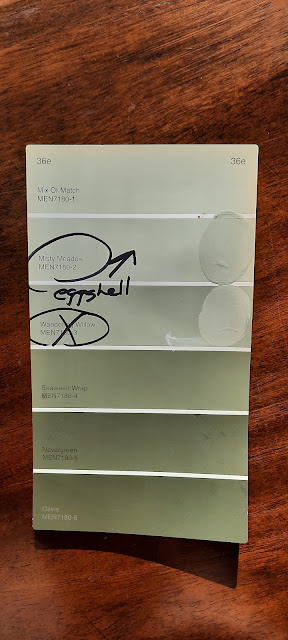 36e 36e
Mix Or Match
MEN7180-1
Misty Meadow
MEN7180-2
eggshell
Willow
Seaweed Wrap
MEN7180-4
Nevergreen
MEN7180-5
MEN7180-6